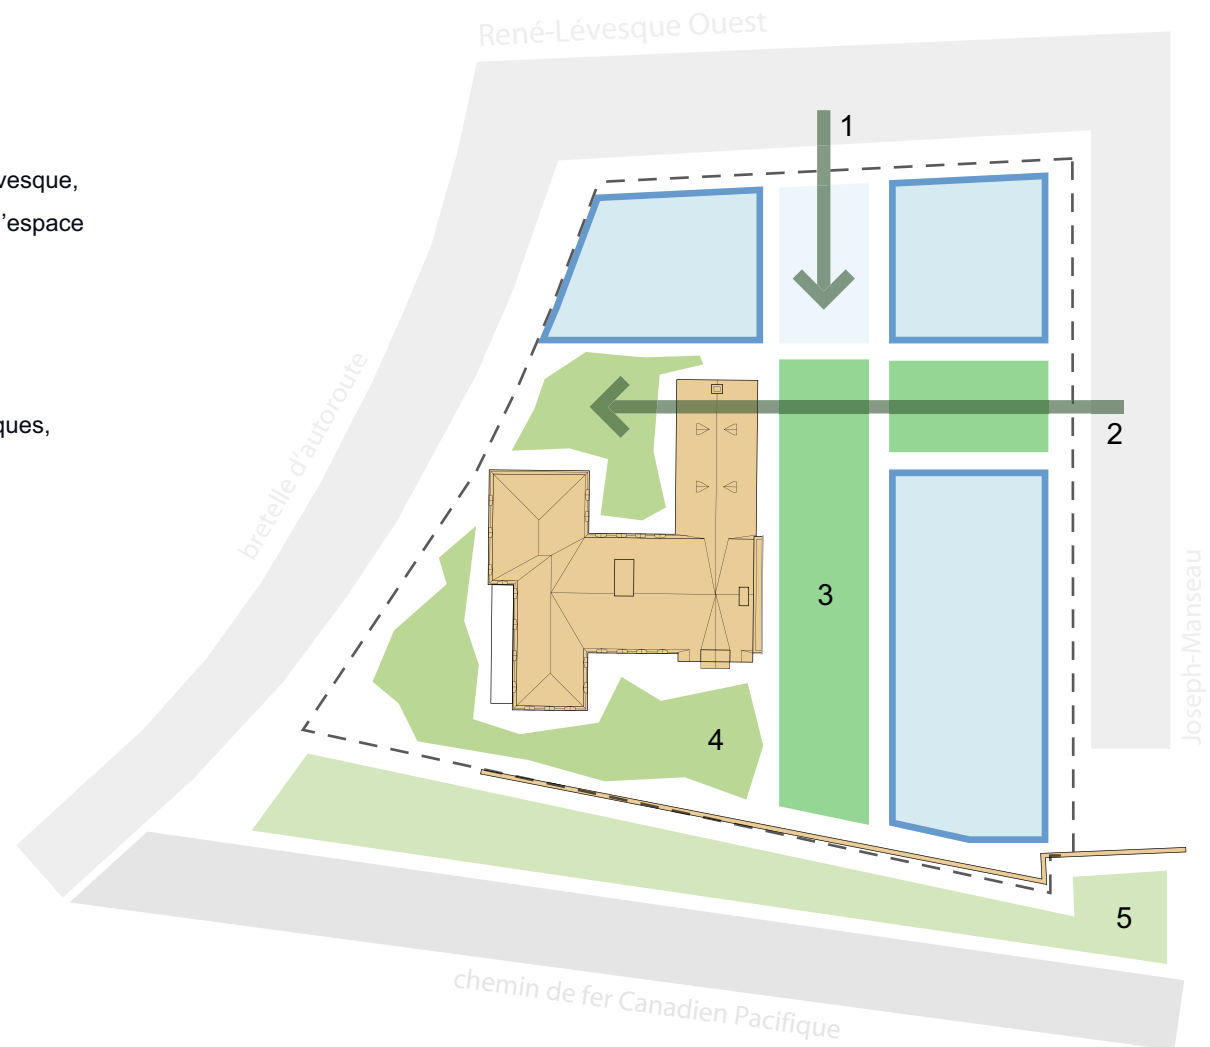 René-Lévesque Ouest
1
vesque,
'espace
bretelle d'autoroute
ques,
2
3
Joseph-Manseau
4
5
chemin de fer Canadien Pacifique